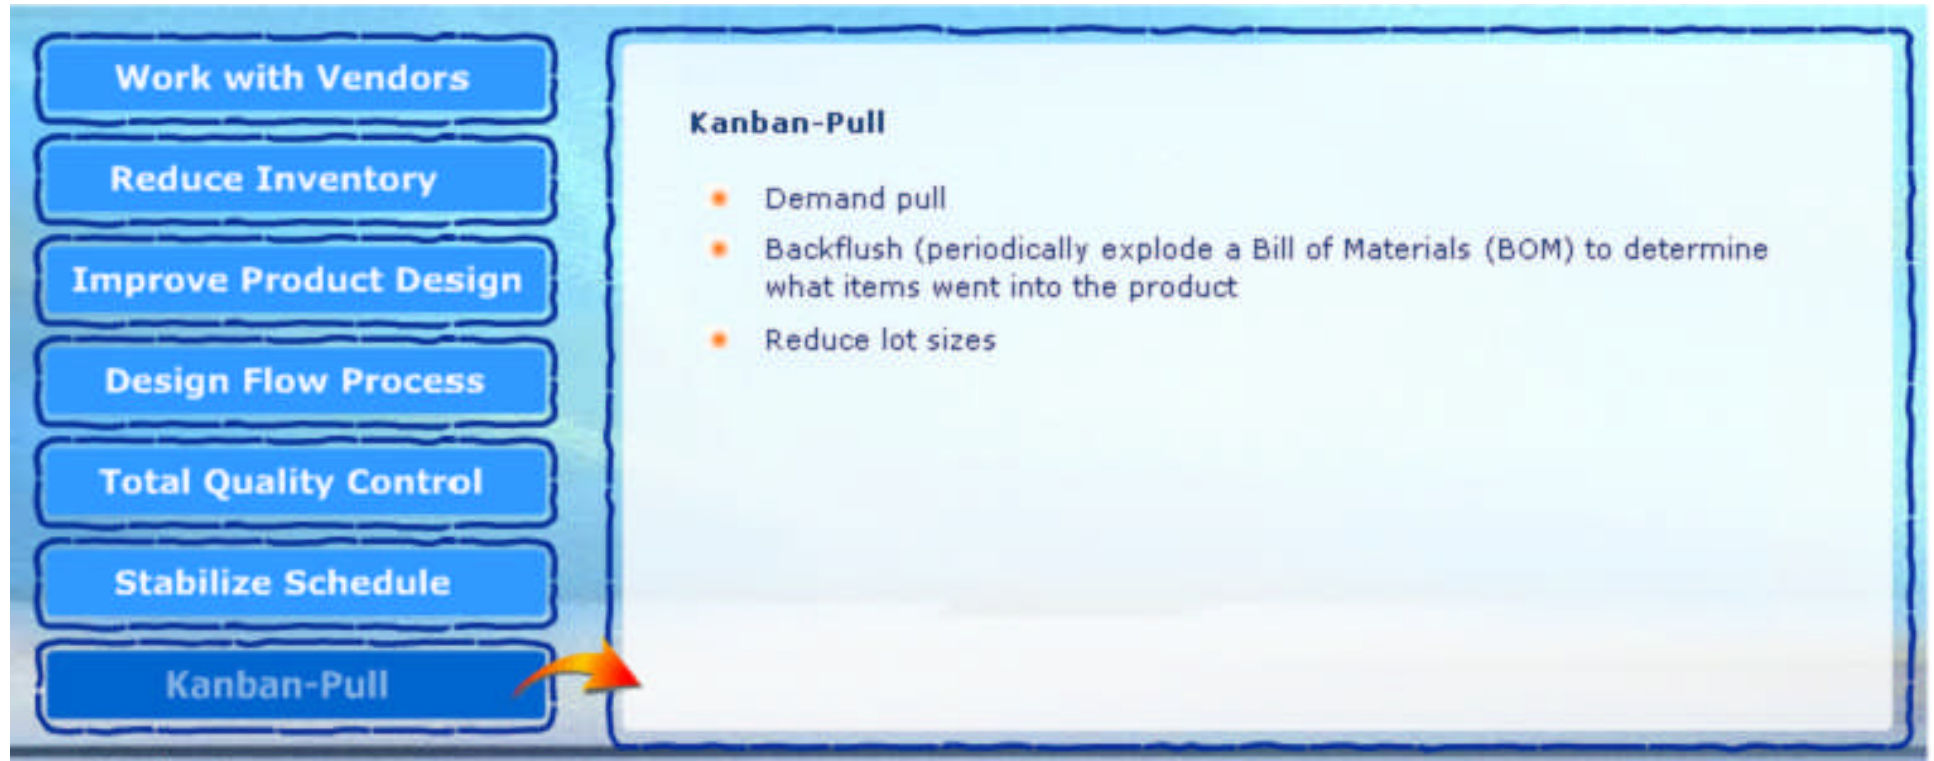 Work with Vendors
Reduce Inventory
Improve Product Design
Design Flow Process
Total Quality Control
Stabilize Schedule
Kanban-Pull
Kanban-Pull
Demand pull
Backflush (periodically explode a Bill of Materials (BOM) to determine
what items went into the product
Reduce lot sizes